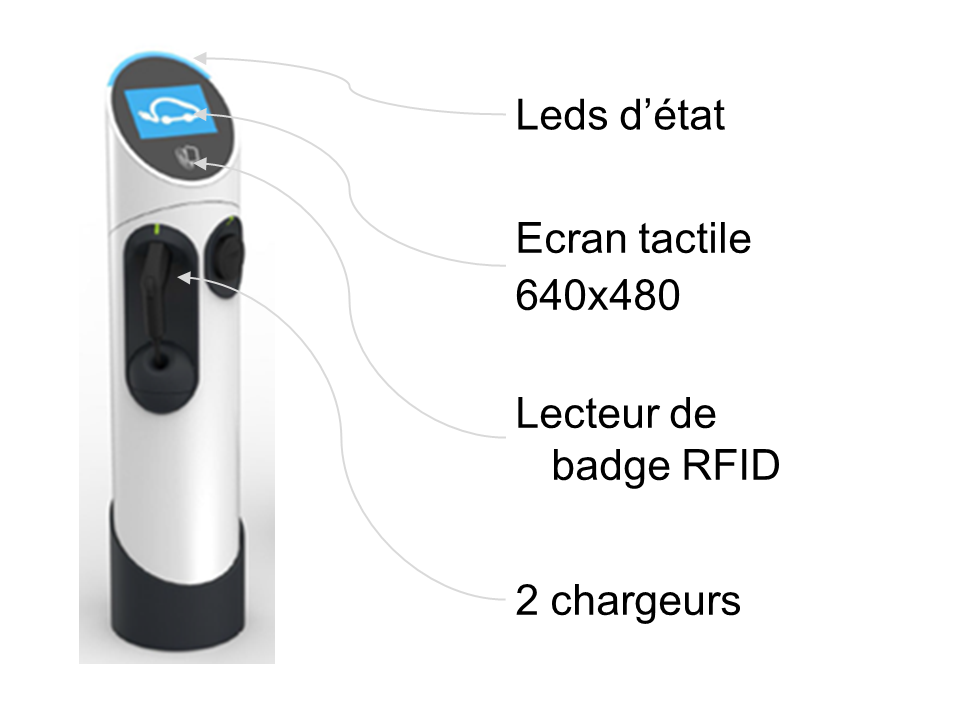 Leds d’état
Ecran tactile
640x480
Lecteur de
badge RFID
2 chargeurs